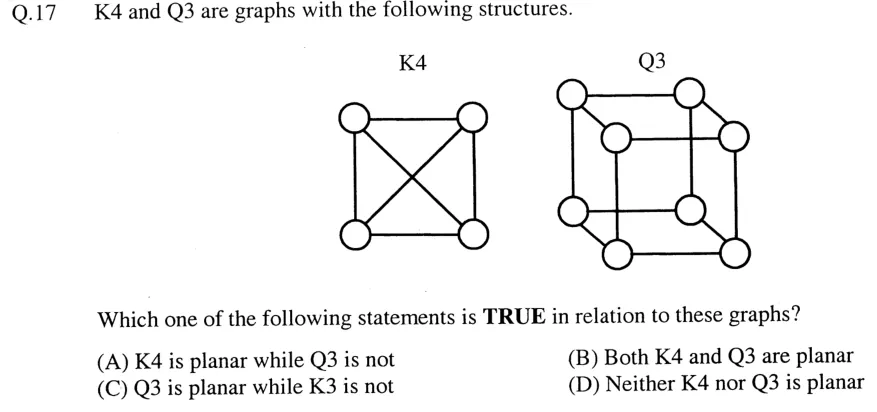 Q.17 K4 and Q3 are graphs with the following structures.
K4 Q3
Which one of the following statements is TRUE in relation to these graphs?
(A) K4 is planar while Q3 is not (B) Both K4 and Q3 are planar
(C) Q3 is planar while K3 is not (D) Neither K4 nor Q3 is planar